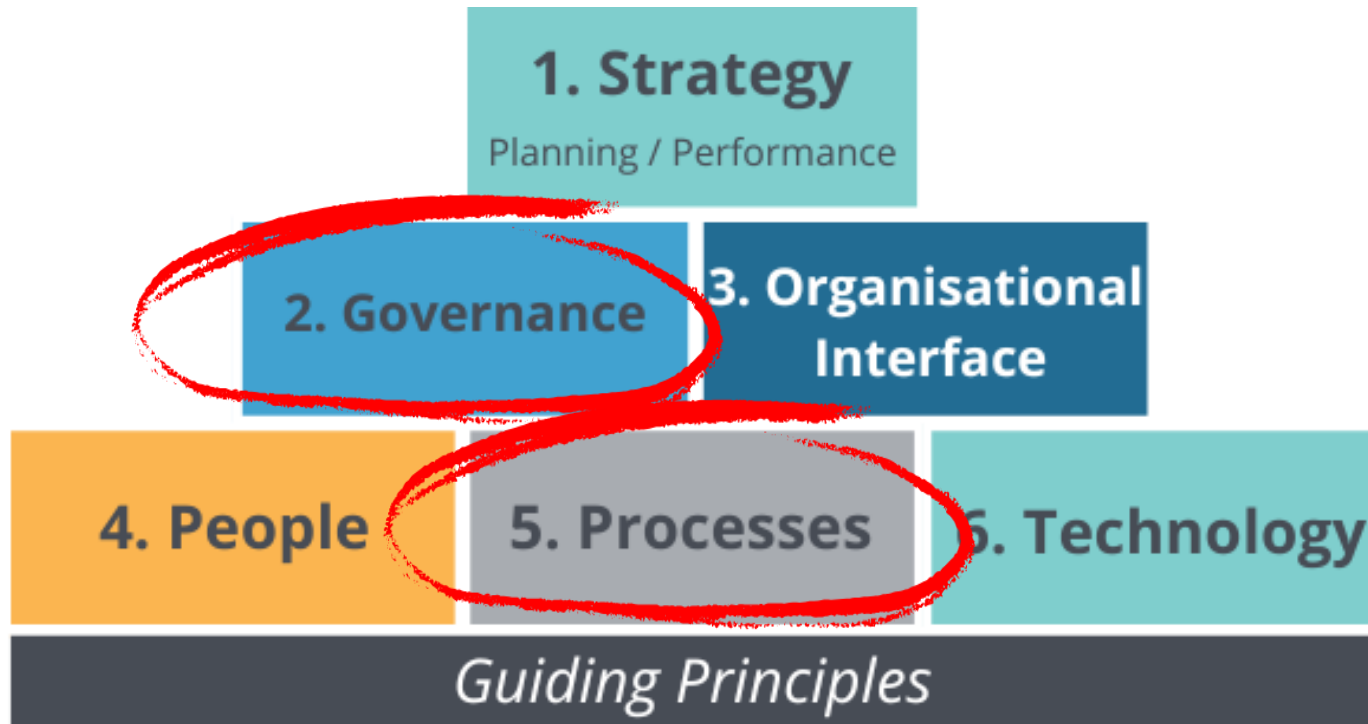 1. Strategy
Planning / Performance
2. Governance
3. Organisational
Interface
4. People
5. Processes
6. Technology
Guiding Principles